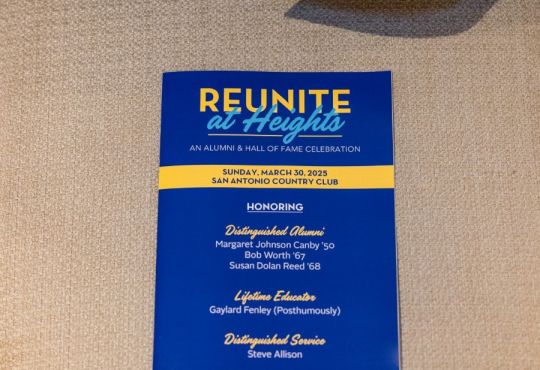 REUNITE
at Heights
AN ALUMNI & HALL OF FAME CELEBRATION
SUNDAY, MARCH 30, 2025
SAN ANTONIO COUNTRY CLUB
HONORING
Distinguished Alumni
Margaret Johnson Canby '50
Bob Worth '67
Susan Dolan Reed '68
Lifetime Educator
Gaylard Fenley (Posthumously)
Distinguished Service
Steve Allison